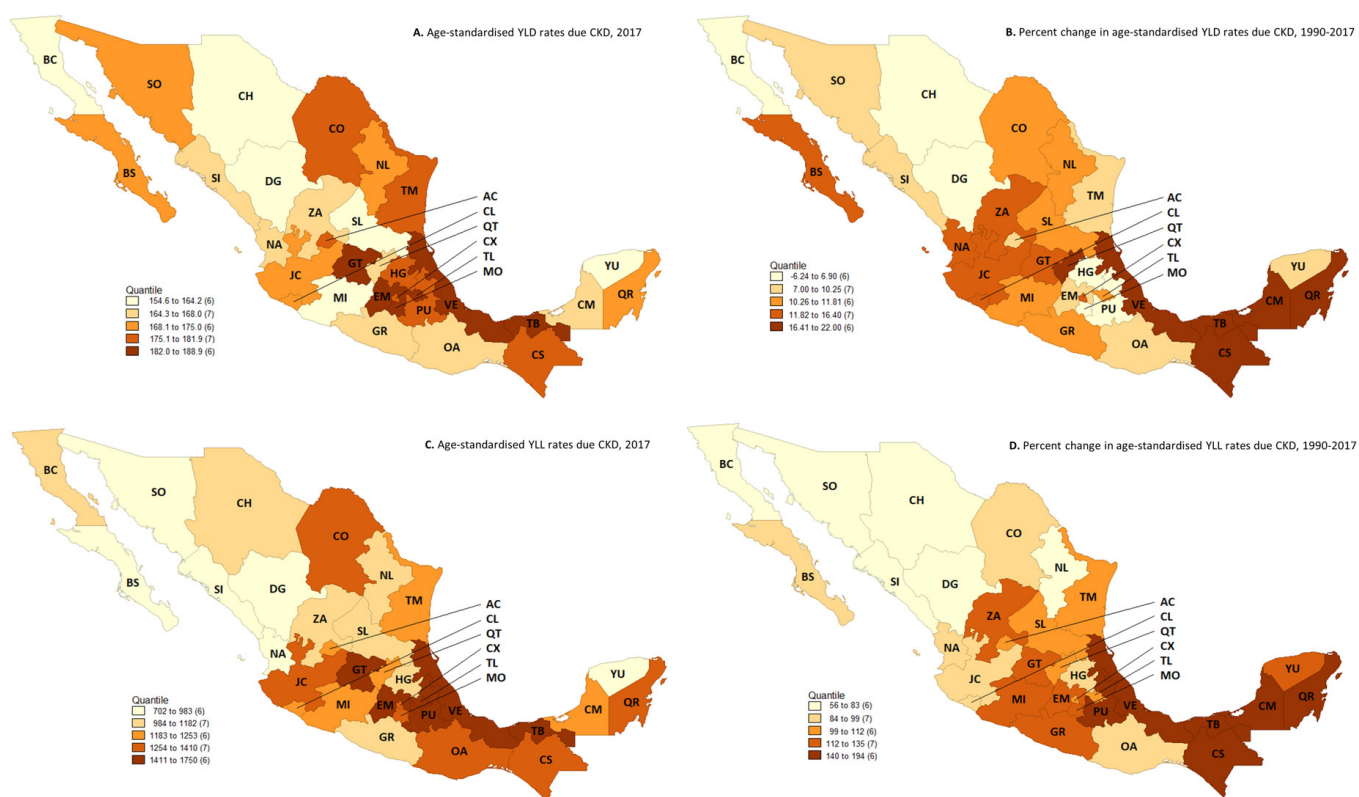 A. Age-standardised YLD rates due CKD, 2017
BC
SO
CH
CO
BS
SI
DG
NL
TM
ZA
SL
NA
AC
CL
QT
CX
TL
MO
JC
GT
HG
MI
EM
PU
VE
GR
OA
TB
CS
CM
YU
QR
Quantile
154.6 to 164.2 (6)
164.3 to 168.0 (7)
168.1 to 175.0 (6)
175.1 to 181.9 (7)
182.0 to 188.9 (6)
B. Percent change in age-standardised YLD rates due CKD, 1990-2017
BC
SO
CH
CO
BS
SI
DG
NL
TM
ZA
SL
NA
AC
CL
QT
CX
TL
MO
JC
GT
HG
MI
EM
PU
VE
GR
OA
TB
CS
CM
YU
QR
Quantile
-6.24 to 6.90 (6)
7.00 to 10.25 (7)
10.26 to 11.81 (6)
11.82 to 16.40 (7)
16.41 to 22.00 (6)
C. Age-standardised YLL rates due CKD, 2017
BC
SO
CH
CO
BS
SI
DG
NL
TM
ZA
SL
NA
AC
CL
QT
CX
TL
MO
JC
GT
HG
MI
EM
PU
VE
GR
OA
TB
CS
CM
YU
QR
Quantile
702 to 983 (6)
984 to 1182 (7)
1183 to 1253 (6)
1254 to 1410 (7)
1411 to 1750 (6)
D. Percent change in age-standardised YLL rates due CKD, 1990-2017
BC
SO
CH
CO
BS
SI
DG
NL
TM
ZA
SL
NA
AC
CL
QT
CX
TL
MO
JC
GT
HG
MI
EM
PU
VE
GR
OA
TB
CS
CM
YU
QR
Quantile
56 to 83 (6)
84 to 99 (7)
99 to 112 (6)
112 to 135 (7)
140 to 194 (6)